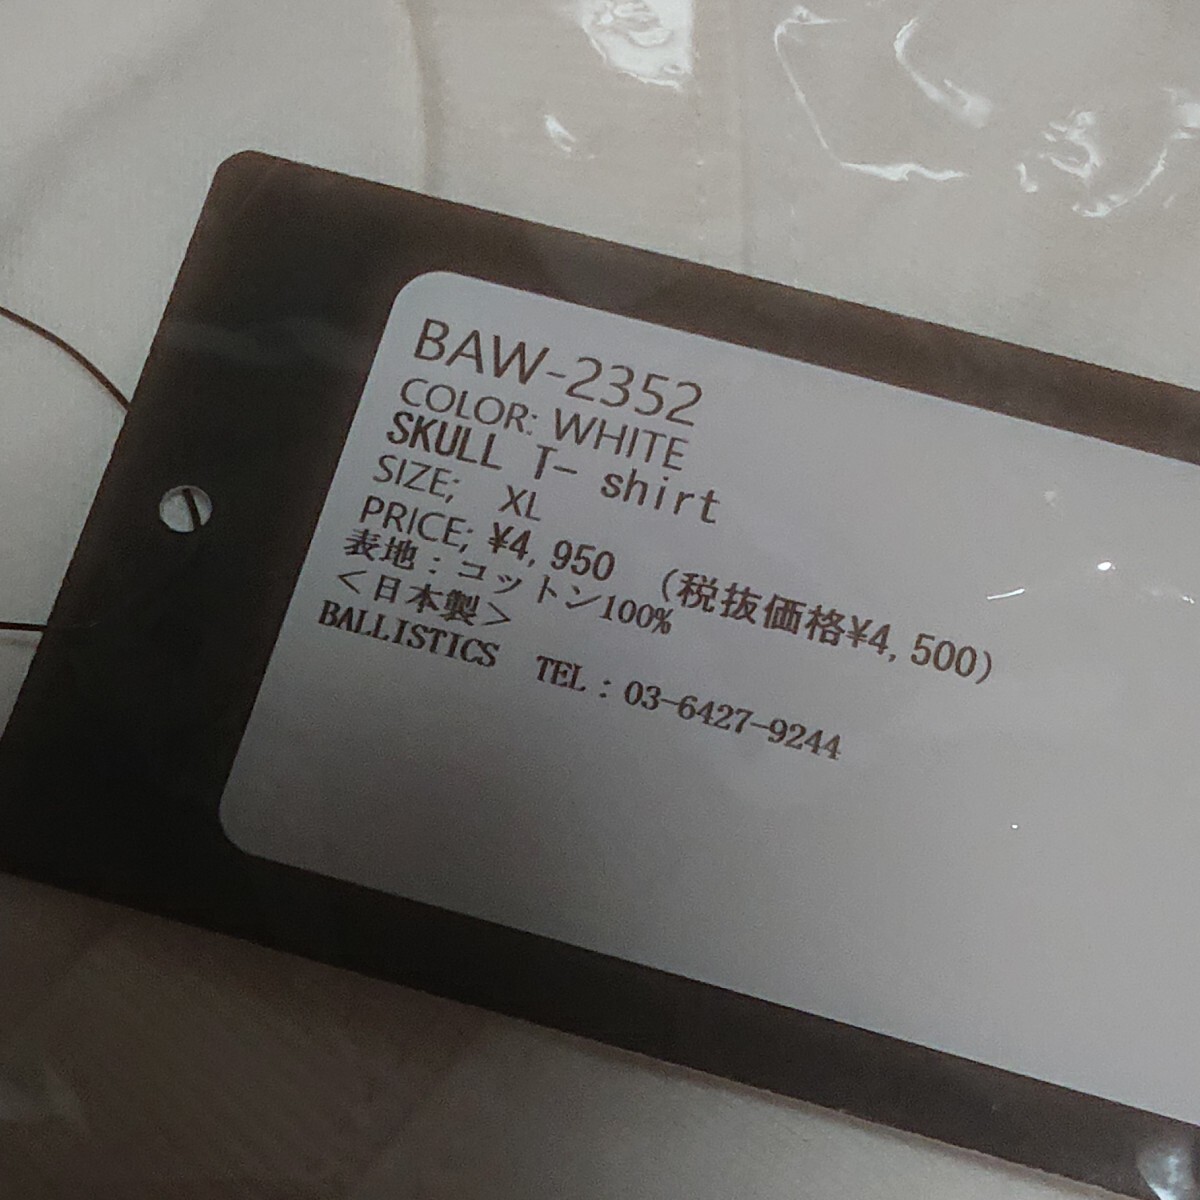 BAW-2352
COLOR: WHITE
SKULL T- shirt
SIZE; XL
PRICE; ¥4,950 (税抜価格¥4,500)
表地：コットン100%
＜日本製＞
BALLISTICS TEL：03-6427-9244